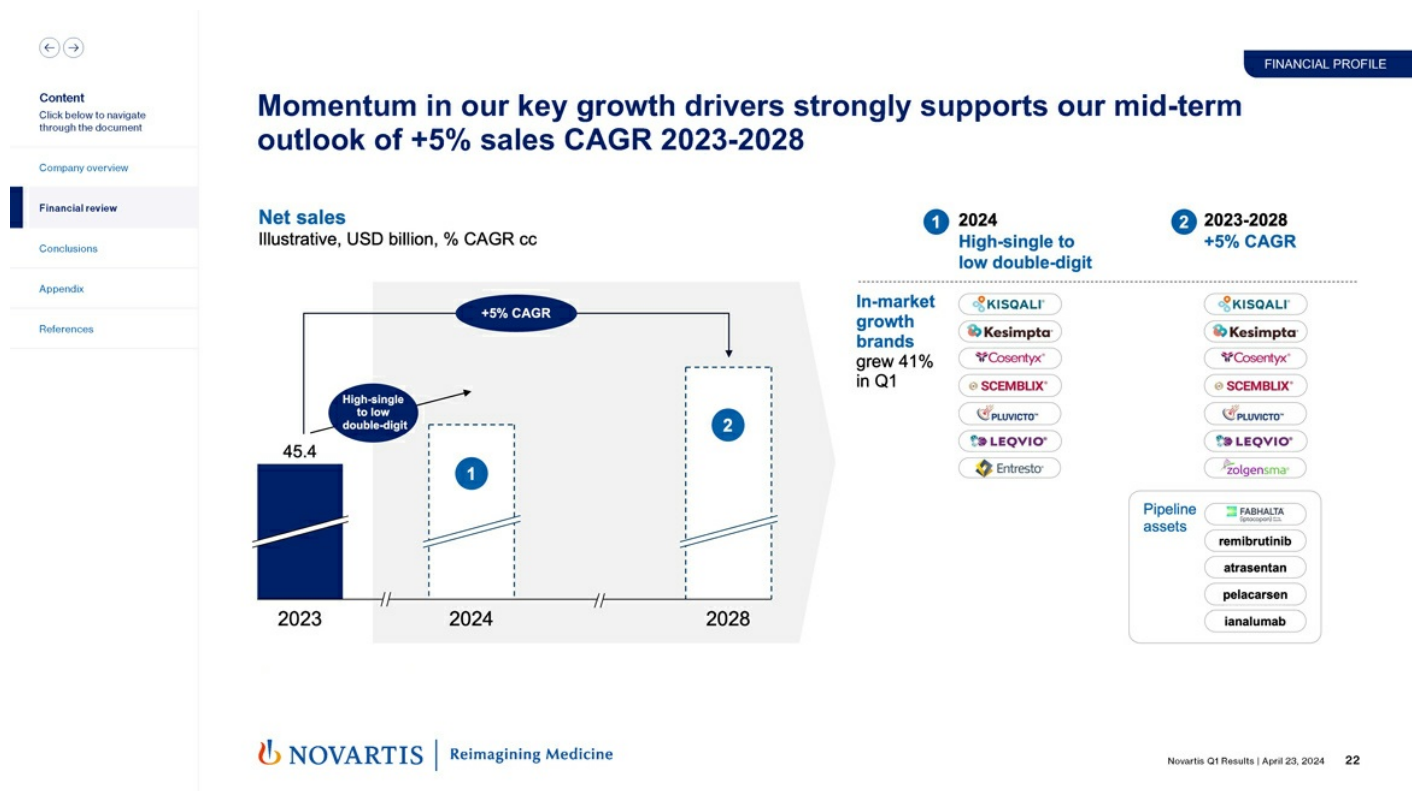 Content
Click below to navigate
through the document
Company overview
Financial review
Conclusions
Appendix
References
FINANCIAL PROFILE
Momentum in our key growth drivers strongly supports our mid-term
outlook of +5% sales CAGR 2023-2028
Net sales
Illustrative, USD billion, % CAGR cc
+5% CAGR
High-single
to low
double-digit
45.4
1
2
2023
2024
2028
1
2024
High-single to
low double-digit
2
2023-2028
+5% CAGR
In-market
growth
brands
grew 41%
in Q1
KISQALI
Kesimpta
Cosentyx
SCEMBLIX
PLUVICTO
LEQVIO
Entresto
KISQALI
Kesimpta
Cosentyx
SCEMBLIX
PLUVICTO
LEQVIO
zolgensma
Pipeline
assets
FABHALTA
(iptacopan)
remibrutinib
atrasentan
pelacarsen
ianalumab
NOVARTIS
Reimagining Medicine
Novartis Q1 Results | April 23, 2024
22